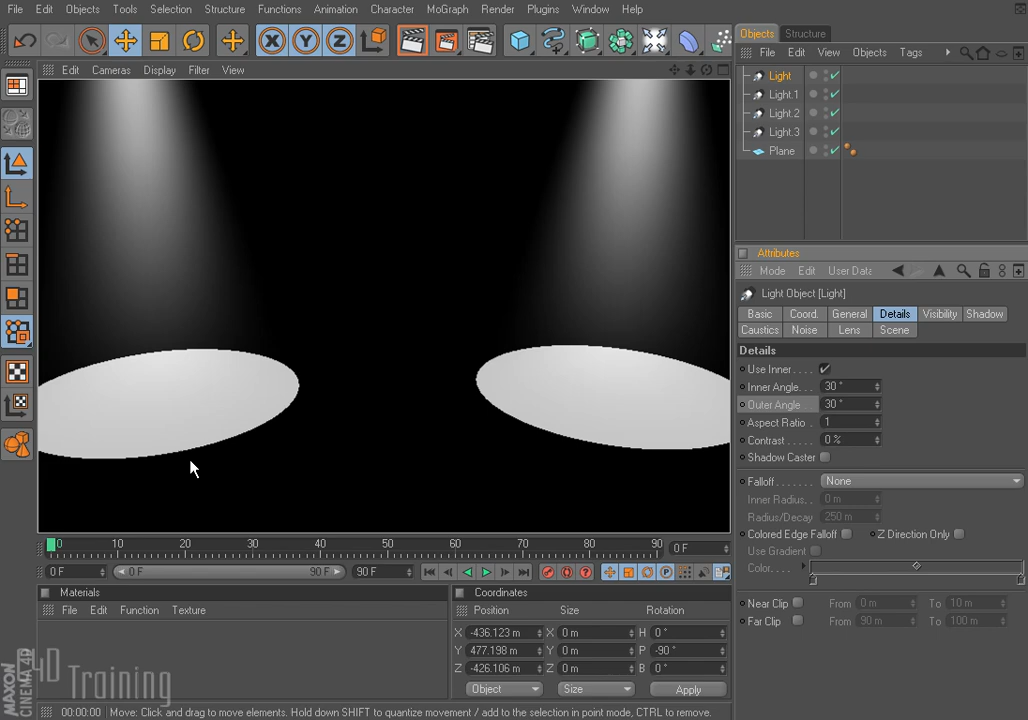 File Edit Objects Tools Selection Structure Functions Animation Character MoGraph Render Plugins Window Help
X Y Z
Objects Structure
File Edit View Objects Tags
Edit Cameras Display Filter View
Light
Light.1
Light.2
Light.3
Plane
Attributes
Mode Edit User Data
Light Object [Light]
Basic Coord. General Details Visibility Shadow
Caustics Noise Lens Scene
Details
Use Inner . . . .
Inner Angle. . . 30 °
Outer Angle 30 °
Aspect Ratio . 1
Contrast . . . . 0 %
Shadow Caster
Falloff . . . . . . . None
Inner Radius. . 0 m
Radius/Decay 250 m
Colored Edge Falloff Z Direction Only
Use Gradient
Color. . .
Near Clip From 0 m To 10 m
Far Clip From 90 m To 100 m
0 10 20 30 40 50 60 70 80 90 0 F
0 F 0 F 90 F 90 F
Materials
File Edit Function Texture
Coordinates
Position Size Rotation
X -436.123 m X 0 m H 0 °
Y 477.198 m Y 0 m P -90 °
Z -426.106 m Z 0 m B 0 °
Object Size Apply
MAXON
CINEMA 4D
4D Training
00:00:00 Move: Click and drag to move elements. Hold down SHIFT to quantize movement / add to the selection in point mode, CTRL to remove.